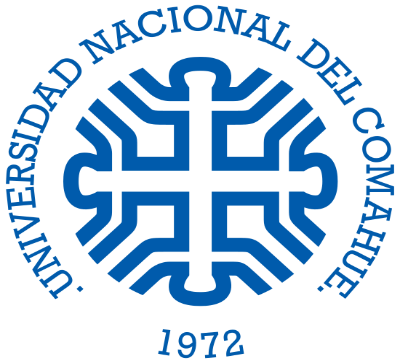 .UNIVERSIDAD NACIONAL DEL COMAHUE.
1972